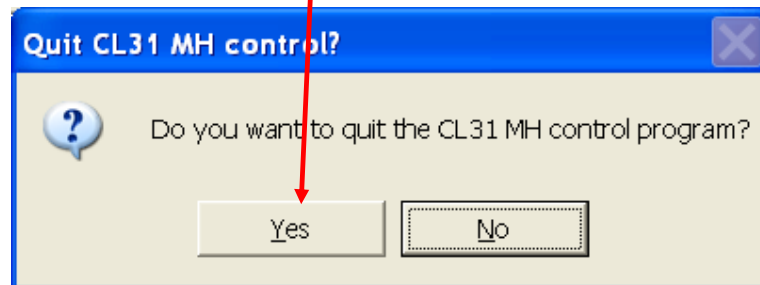 Quit CL31 MH control?
Do you want to quit the CL31 MH control program?
Yes No